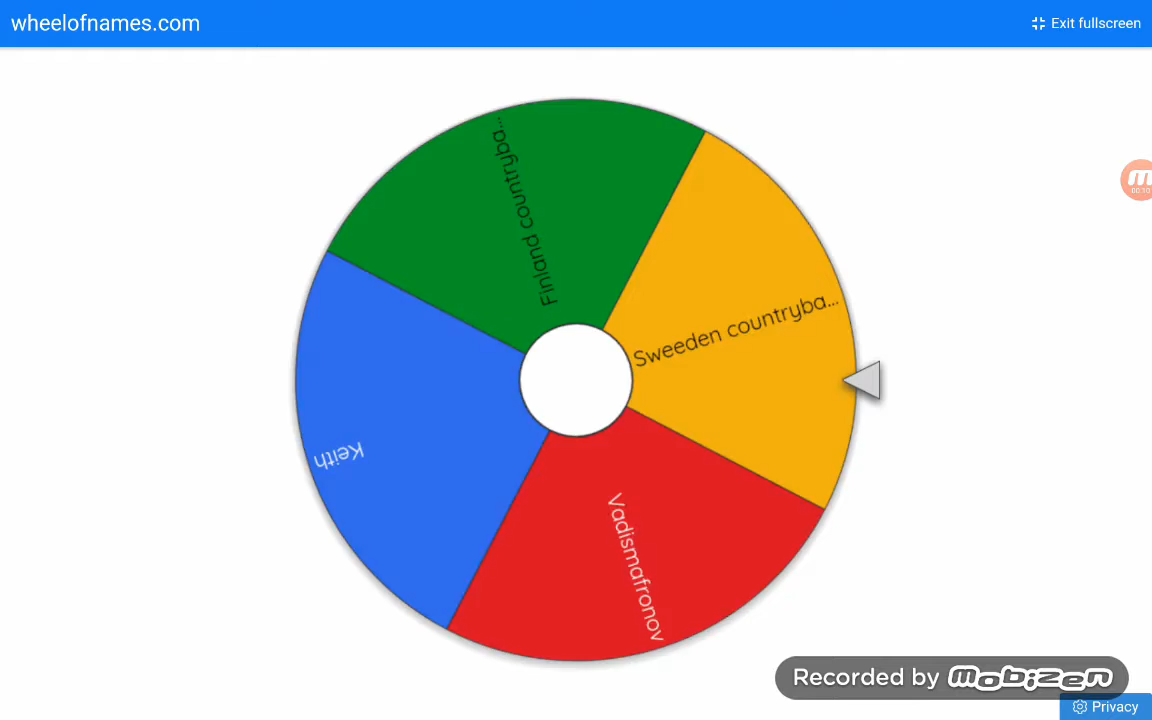 wheelofnames.com
Exit fullscreen
Finland countryba...
Sweeden countryba...
Keith
Vadismafronov
Recorded by mobizen
Privacy